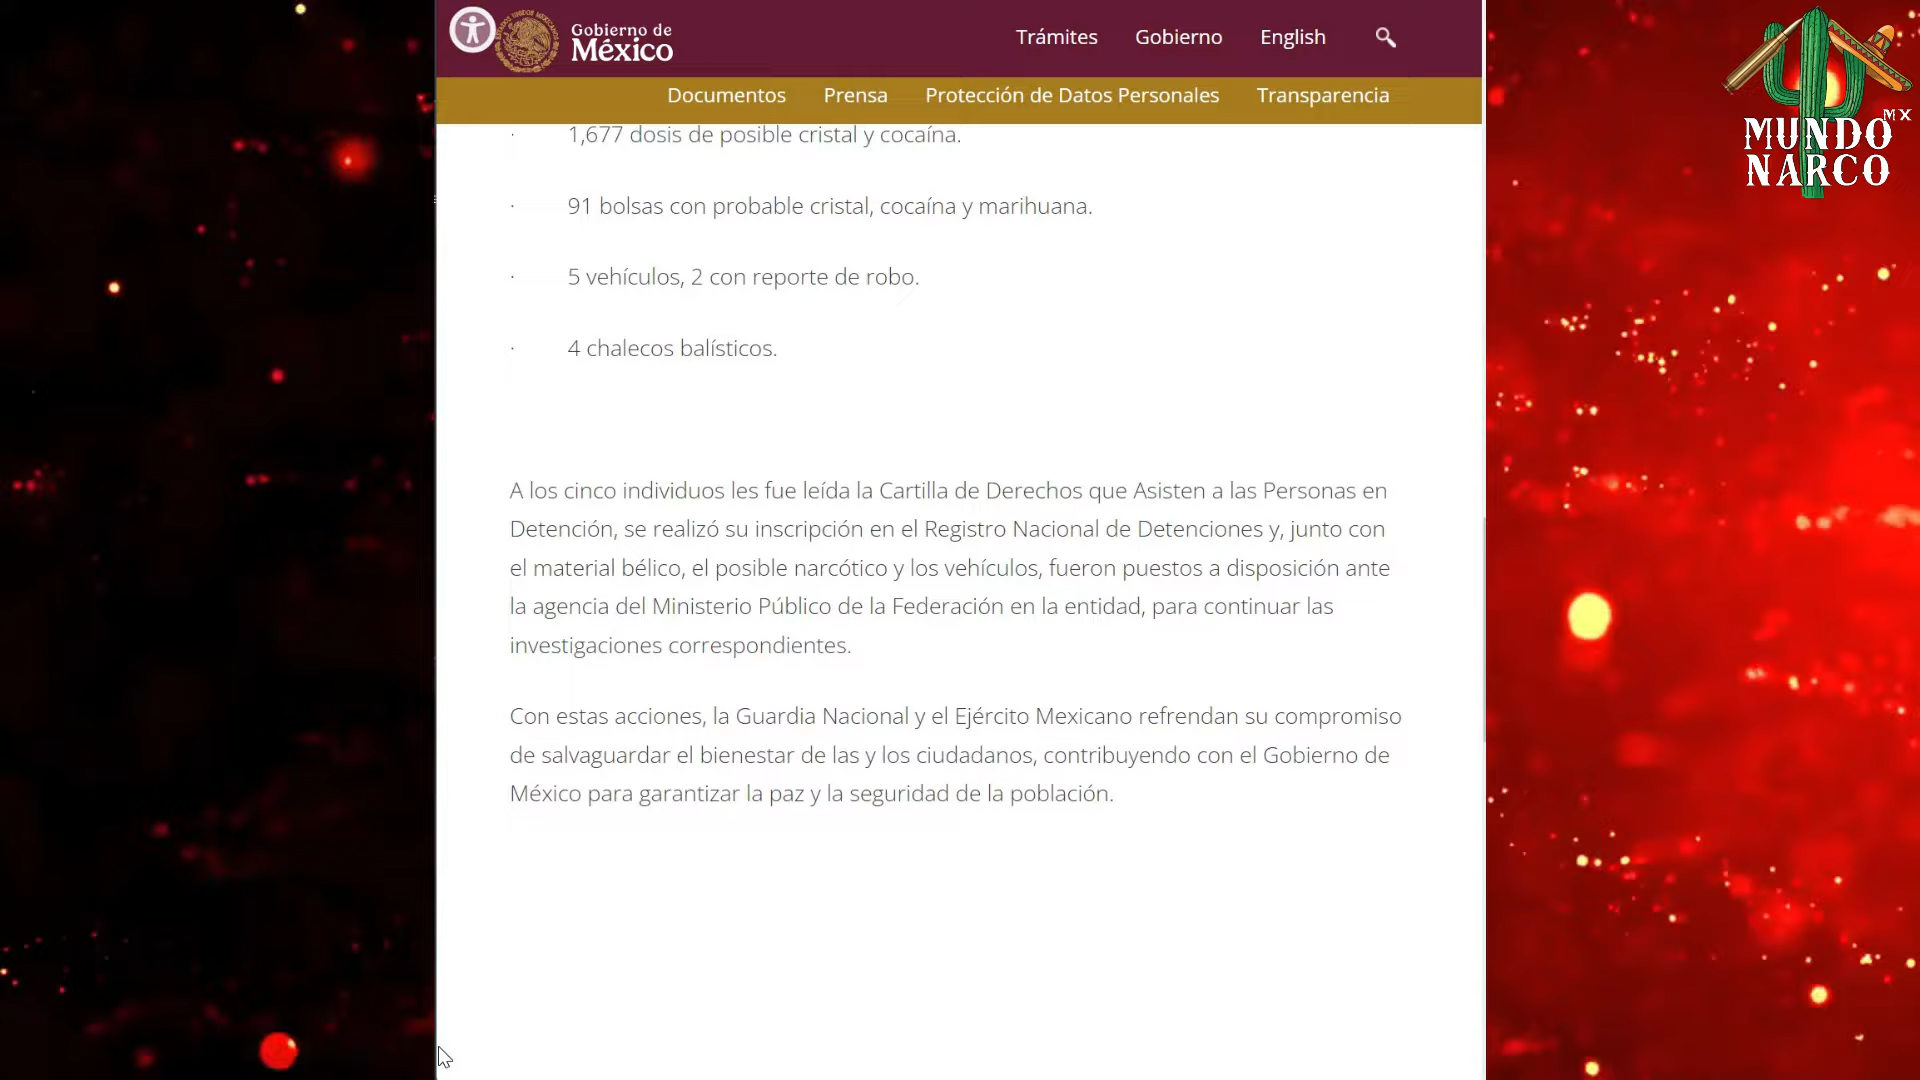 Gobierno de
México
Trámites Gobierno English
Documentos Prensa Protección de Datos Personales Transparencia
MX
MUNDO
NARCO
· 1,677 dosis de posible cristal y cocaína.
· 91 bolsas con probable cristal, cocaína y marihuana.
· 5 vehículos, 2 con reporte de robo.
· 4 chalecos balísticos.
A los cinco individuos les fue leída la Cartilla de Derechos que Asisten a las Personas en
Detención, se realizó su inscripción en el Registro Nacional de Detenciones y, junto con
el material bélico, el posible narcótico y los vehículos, fueron puestos a disposición ante
la agencia del Ministerio Público de la Federación en la entidad, para continuar las
investigaciones correspondientes.
Con estas acciones, la Guardia Nacional y el Ejército Mexicano refrendan su compromiso
de salvaguardar el bienestar de las y los ciudadanos, contribuyendo con el Gobierno de
México para garantizar la paz y la seguridad de la población.